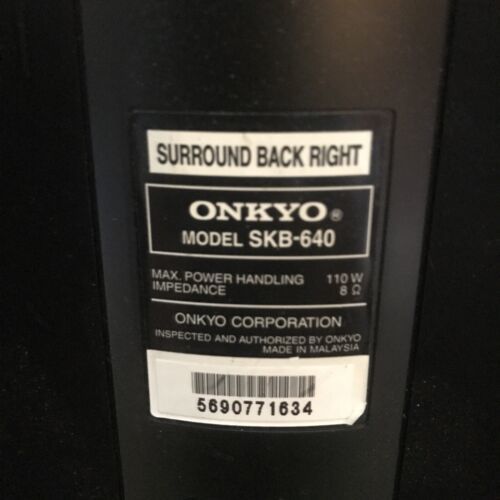 SURROUND BACK RIGHT
ONKYO®
MODEL SKB-640
MAX. POWER HANDLING 110 W
IMPEDANCE 8 Ω
ONKYO CORPORATION
INSPECTED AND AUTHORIZED BY ONKYO
MADE IN MALAYSIA
5690771634